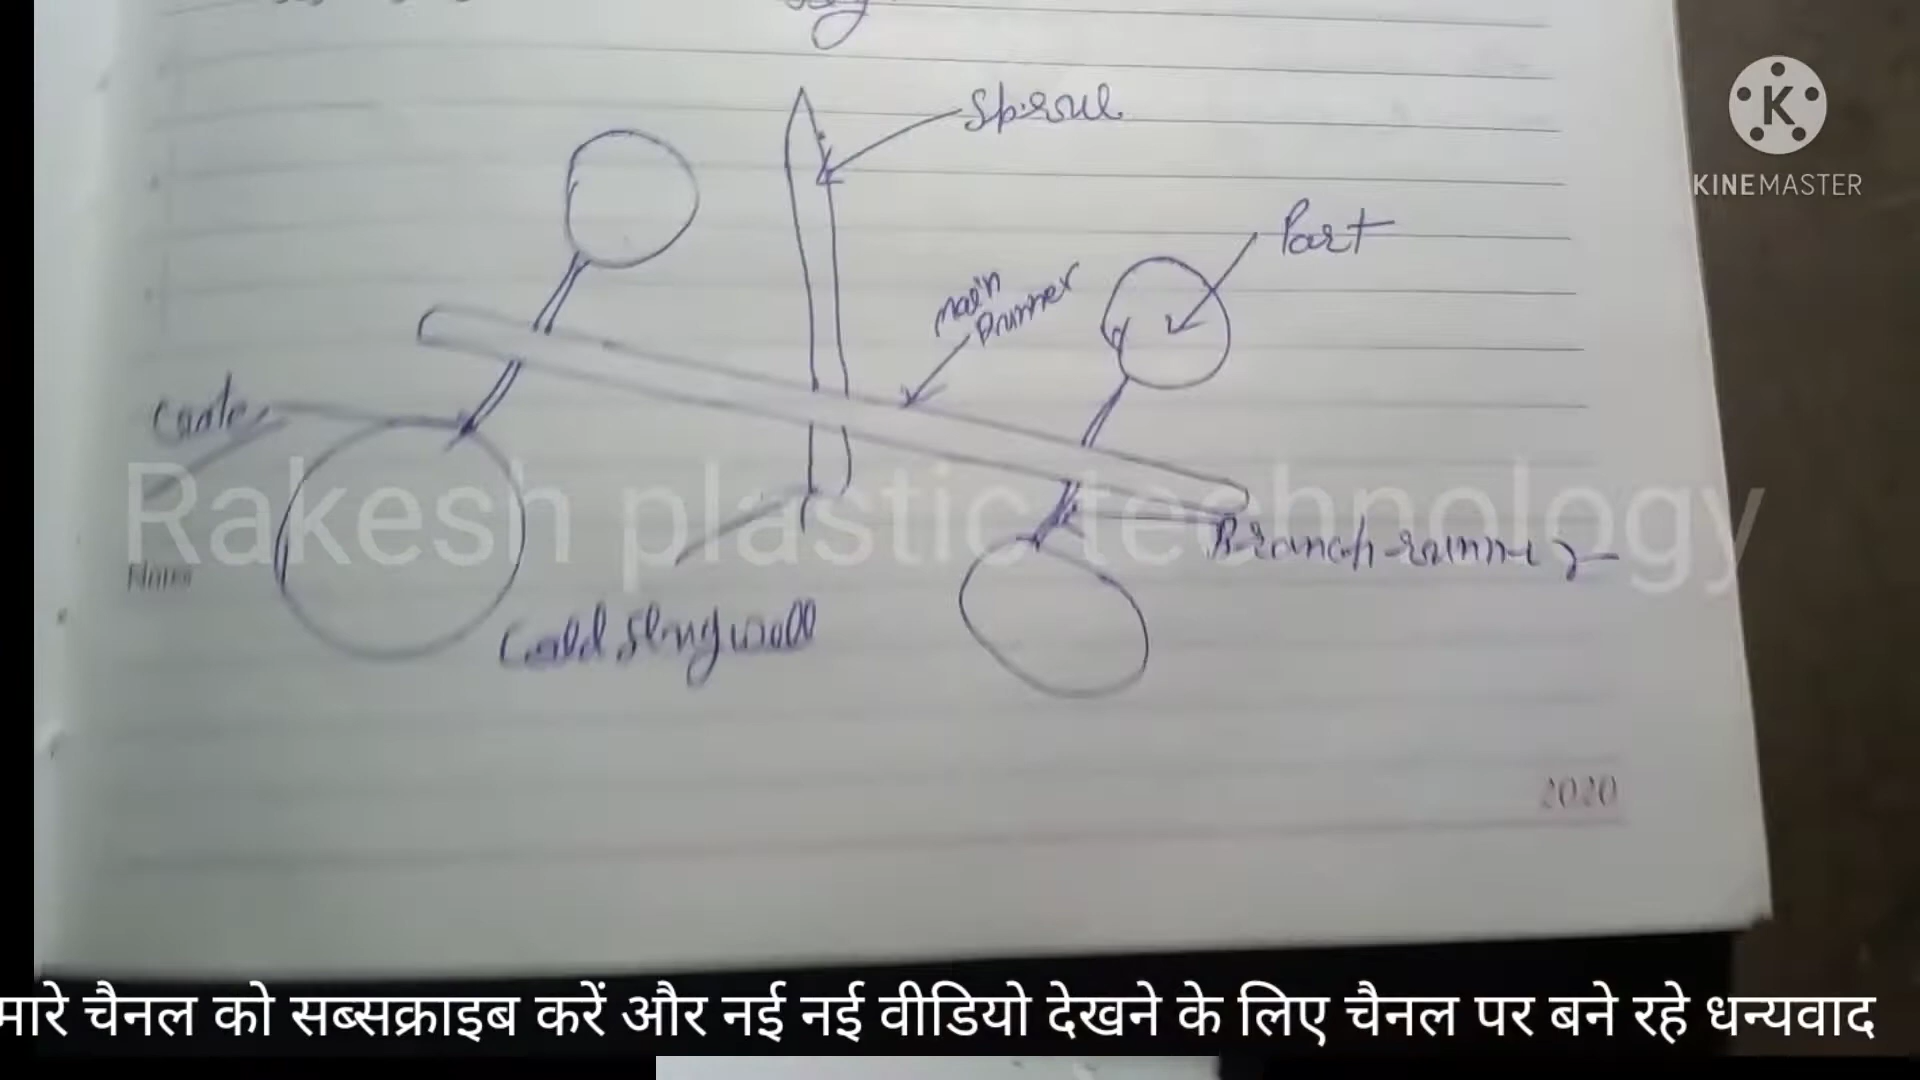 Sprue
K
KINEMASTER
Part
main
Runner
Rakesh plastic technology
Branch runner
Cold slug well
2020
मारे चैनल को सब्सक्राइब करें और नई नई वीडियो देखने के लिए चैनल पर बने रहे धन्यवाद